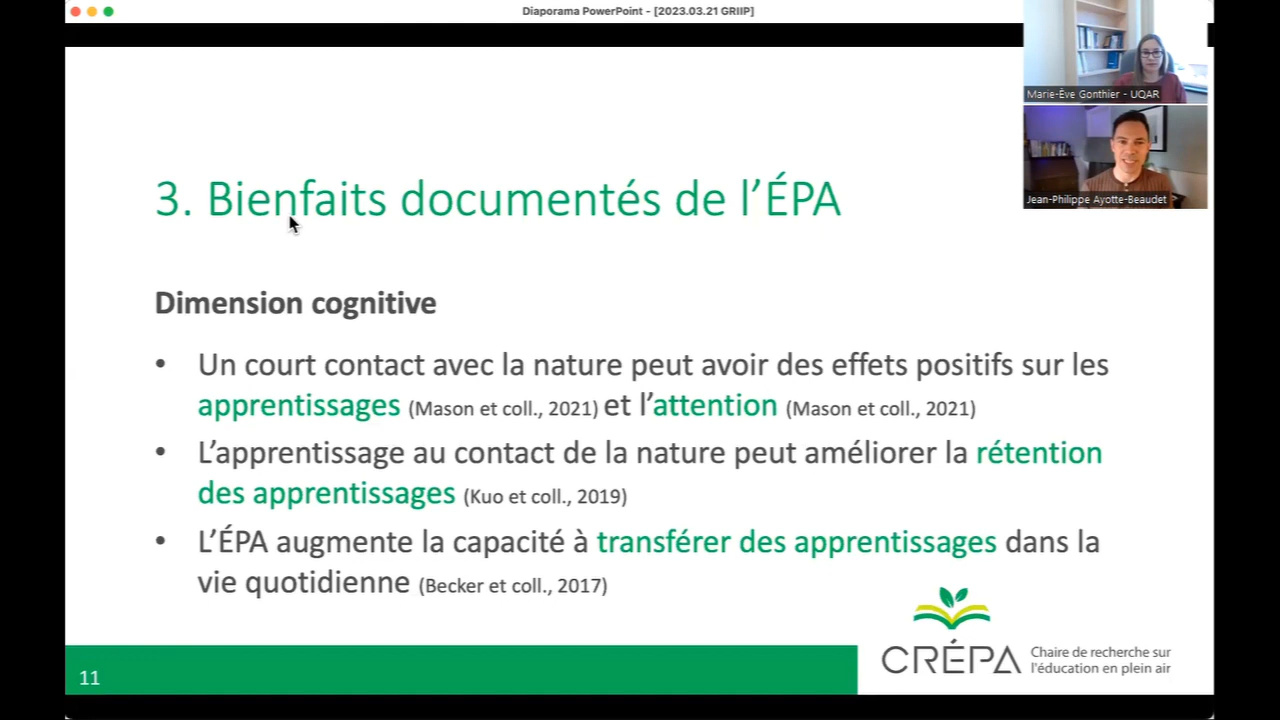 Diaporama PowerPoint - [2023.03.21 GRIIP]
Marie-Ève Gonthier - UQAR
Jean-Philippe Ayotte-Beaudet
3. Bienfaits documentés de l’ÉPA
Dimension cognitive
• Un court contact avec la nature peut avoir des effets positifs sur les
apprentissages (Mason et coll., 2021) et l’attention (Mason et coll., 2021)
• L’apprentissage au contact de la nature peut améliorer la rétention
des apprentissages (Kuo et coll., 2019)
• L’ÉPA augmente la capacité à transférer des apprentissages dans la
vie quotidienne (Becker et coll., 2017)
CRÉPA
Chaire de recherche sur
l'éducation en plein air
11